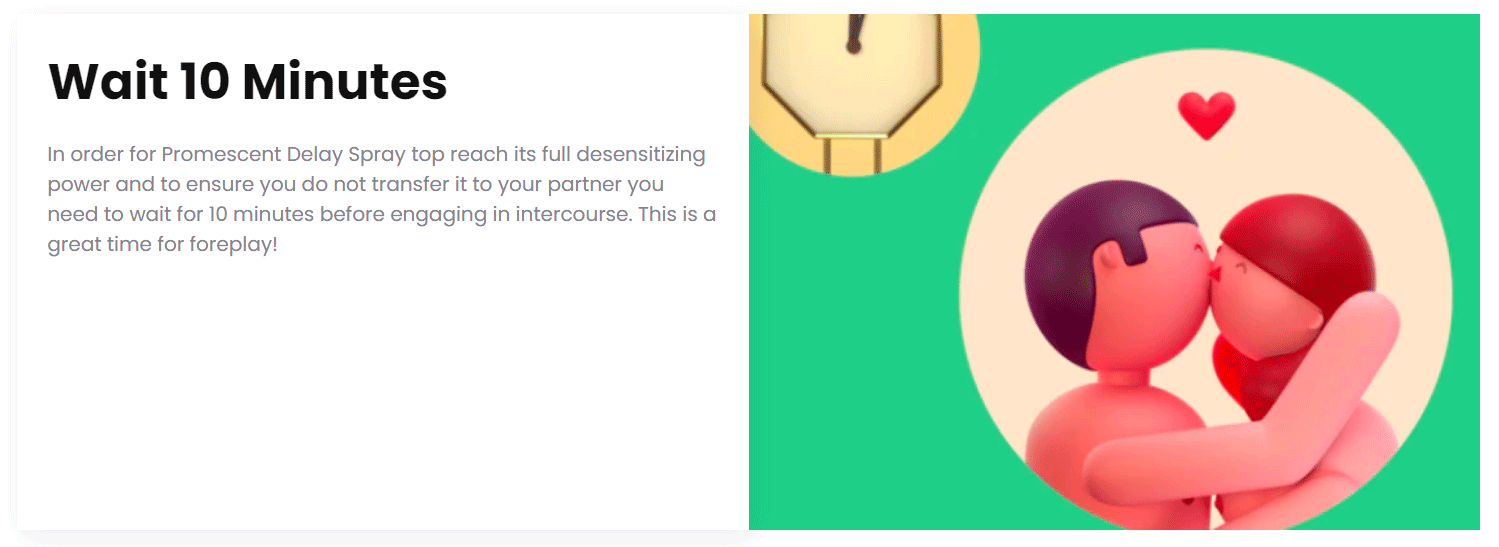 Wait 10 Minutes
In order for Promescent Delay Spray top reach its full desensitizing
power and to ensure you do not transfer it to your partner you
need to wait for 10 minutes before engaging in intercourse. This is a
great time for foreplay!